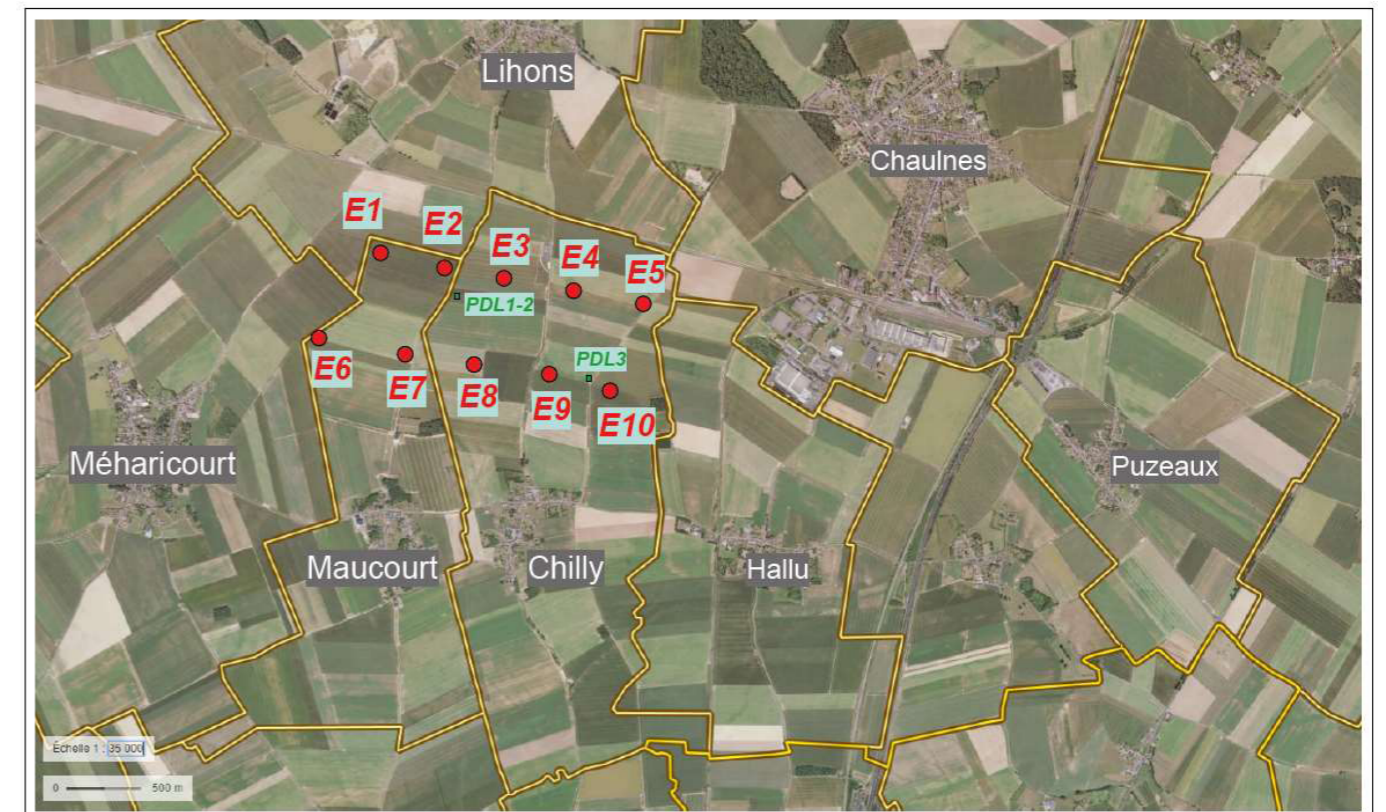 Lihons
Chaulnes
E1
E2
E3
E4
E5
PDL1-2
E6
E7
E8
PDL3
E9
E10
Méharicourt
Puzeaux
Maucourt
Chilly
Hallu
Échelle 1 : 35 000
0 500 m